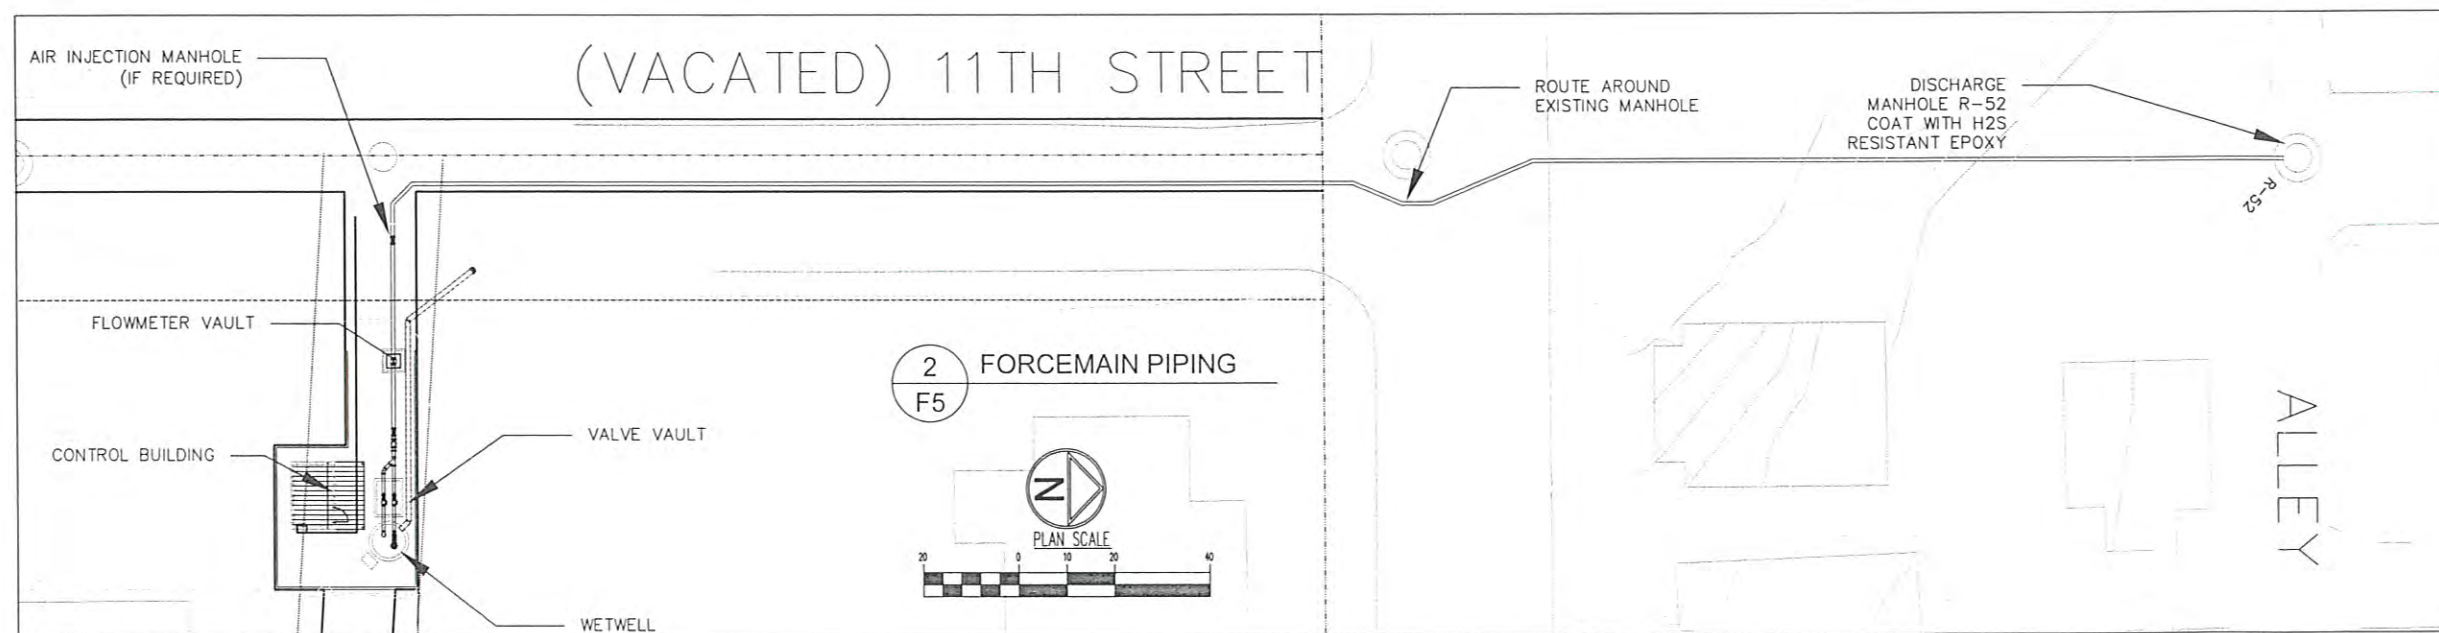 AIR INJECTION MANHOLE
(IF REQUIRED)
(VACATED) 11TH STREET
ROUTE AROUND
EXISTING MANHOLE
DISCHARGE
MANHOLE R-52
COAT WITH H2S
RESISTANT EPOXY
R-52
FLOWMETER VAULT
2
F5
FORCEMAIN PIPING
VALVE VAULT
CONTROL BUILDING
N
PLAN SCALE
20 0 10 20 40
ALLEY
WETWELL